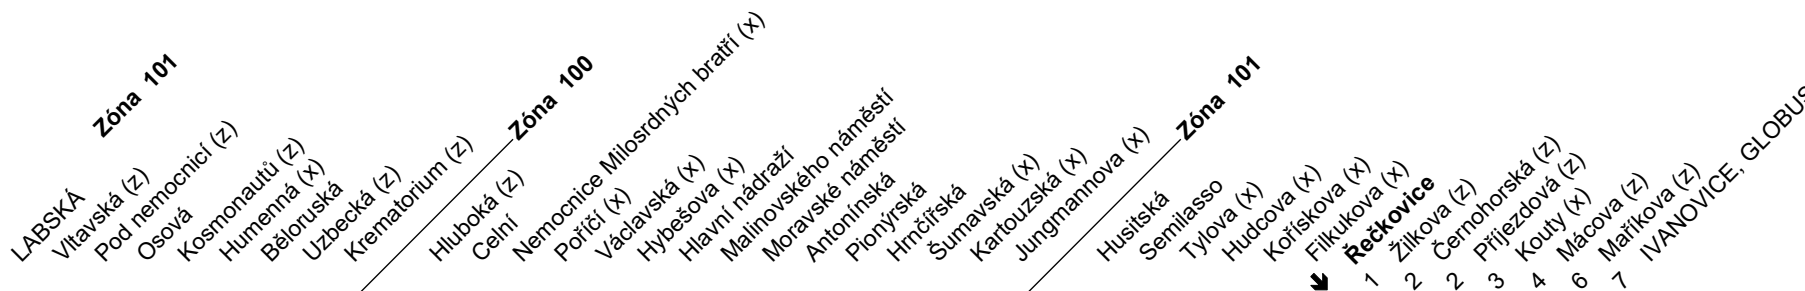 Zóna 101
LABSKÁ
Vltavská (z)
Pod nemocnicí (z)
Osová
Kosmonautů (z)
Humenná (x)
Běloruská
Uzbecká (z)
Krematorium (z)
Zóna 100
Hluboká (z)
Celní
Nemocnice Milosrdných bratří (x)
Poříčí (x)
Václavská (x)
Hybešova (x)
Hlavní nádraží
Malinovského náměstí
Moravské náměstí
Antonínská
Pionýrská
Hrnčířská
Šumavská (x)
Kartouzská (x)
Jungmannova (x)
Zóna 101
Husitská
Semilasso
Tylova (x)
Hudcova (x)
Kořískova (x)
Filkukova (x)
Řečkovice
1 Žilkova (z)
2 Černohorská (z)
2 Příjezdová (z)
3 Kouty (x)
4 Mácova (z)
6 Maříkova (z)
7 IVANOVICE, GLOBUS